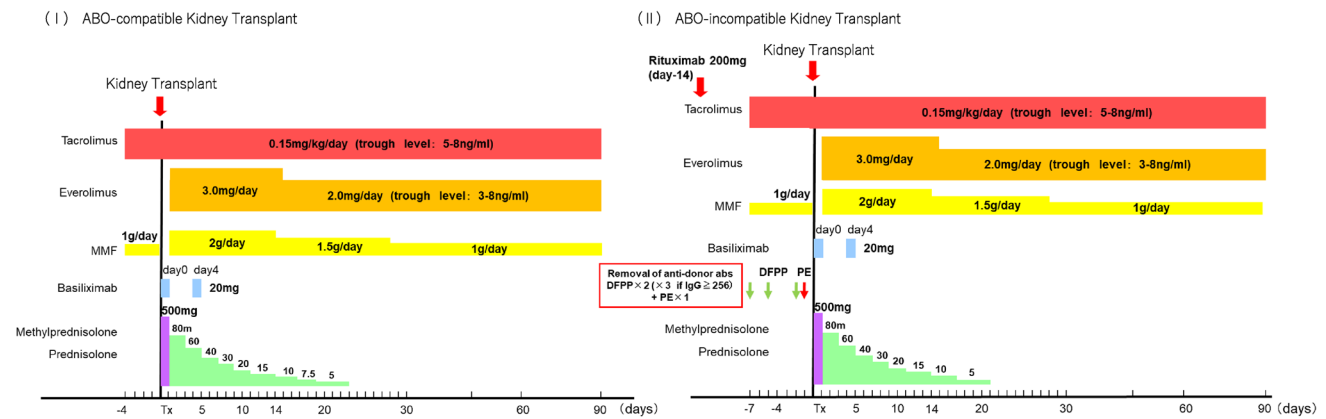 (Ⅰ) ABO-compatible Kidney Transplant
Kidney Transplant
Tacrolimus
0.15mg/kg/day (trough level: 5-8ng/ml)
Everolimus
3.0mg/day
2.0mg/day (trough level: 3-8ng/ml)
1g/day
MMF
2g/day
1.5g/day
1g/day
day0 day4
Basiliximab
20mg
500mg
Methylprednisolone
Prednisolone
80m
60
40
30
20
15
10
7.5
5
-4 Tx 5 10 14 20 30 60 90 (days)
(Ⅱ) ABO-incompatible Kidney Transplant
Kidney Transplant
Rituximab 200mg
(day-14)
Tacrolimus
0.15mg/kg/day (trough level: 5-8ng/ml)
Everolimus
3.0mg/day
2.0mg/day (trough level: 3-8ng/ml)
1g/day
MMF
2g/day
1.5g/day
1g/day
day0 day4
Basiliximab
20mg
Removal of anti-donor abs
DFPP×2 (×3 if IgG≧256)
+ PE×1
DFPP PE
500mg
Methylprednisolone
Prednisolone
80m
60
40
30
20
15
10
5
-7 -4 Tx 5 10 14 20 30 60 90 (days)